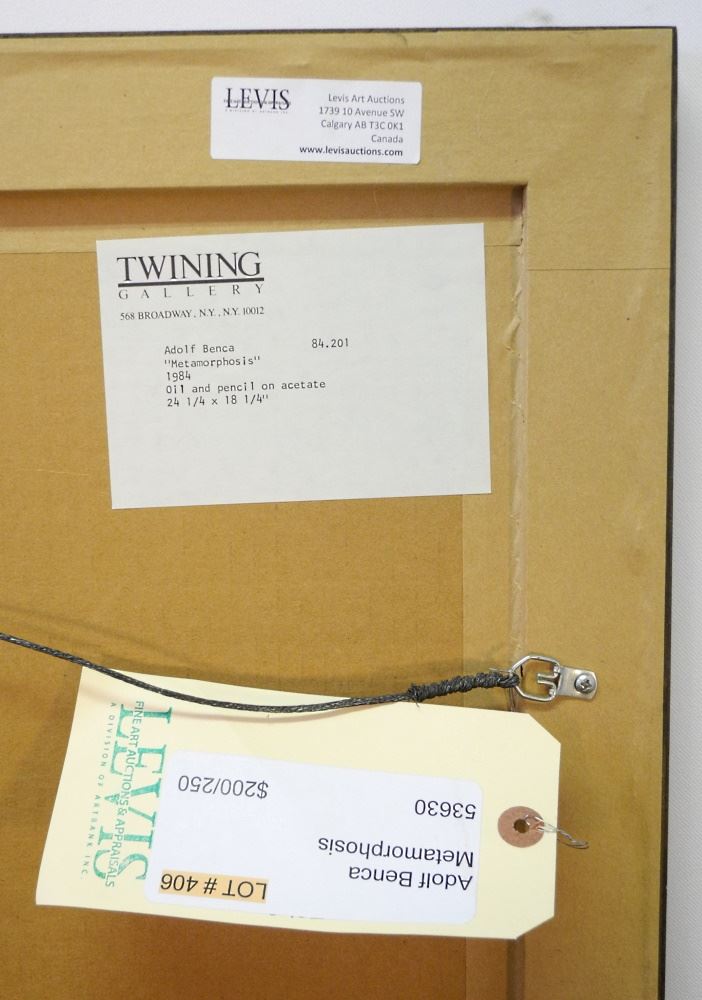 LEVIS
Levis Art Auctions
1739 10 Avenue SW
Calgary AB T3C 0K1
Canada
www.levisauctions.com
TWINING
GALLERY
568 BROADWAY, N.Y., N.Y. 10012
Adolf Benca 84.201
"Metamorphosis"
1984
Oil and pencil on acetate
24 1/4 x 18 1/4"
LEVIS
FINE ART AUCTIONS & APPRAISALS
A DIVISION OF ARTBANK INC.
LOT # 406
Adolf Benca
Metamorphosis
53630
$200/250